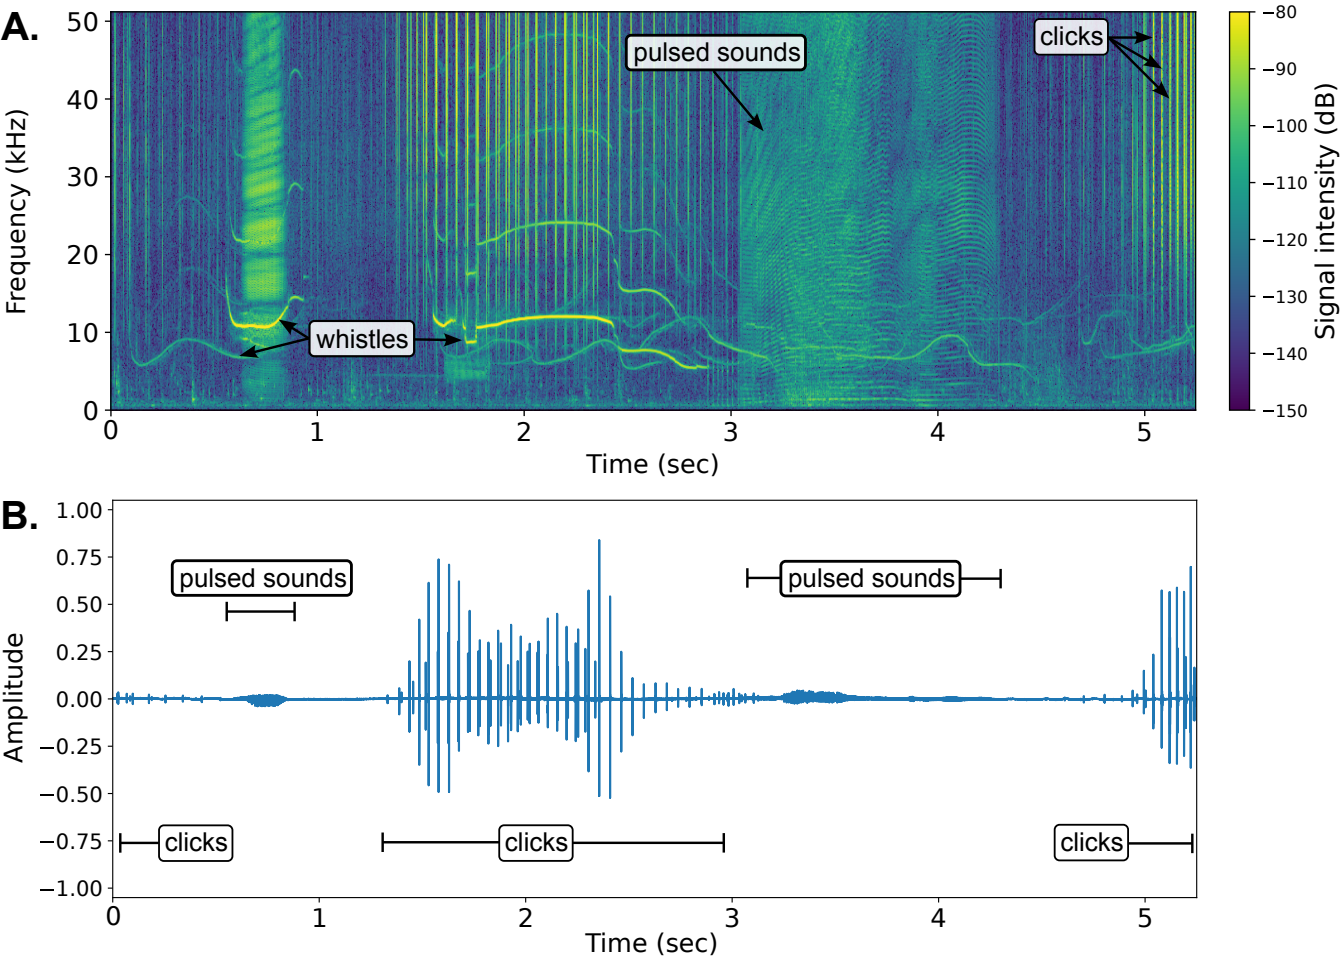 A.
50
40
30
20
10
0
Frequency (kHz)
pulsed sounds
clicks
whistles
0 1 2 3 4 5
Time (sec)
−80
−90
−100
−110
−120
−130
−140
−150
Signal intensity (dB)
B.
1.00
0.75
0.50
0.25
0.00
−0.25
−0.50
−0.75
−1.00
Amplitude
pulsed sounds
pulsed sounds
clicks
clicks
clicks
0 1 2 3 4 5
Time (sec)